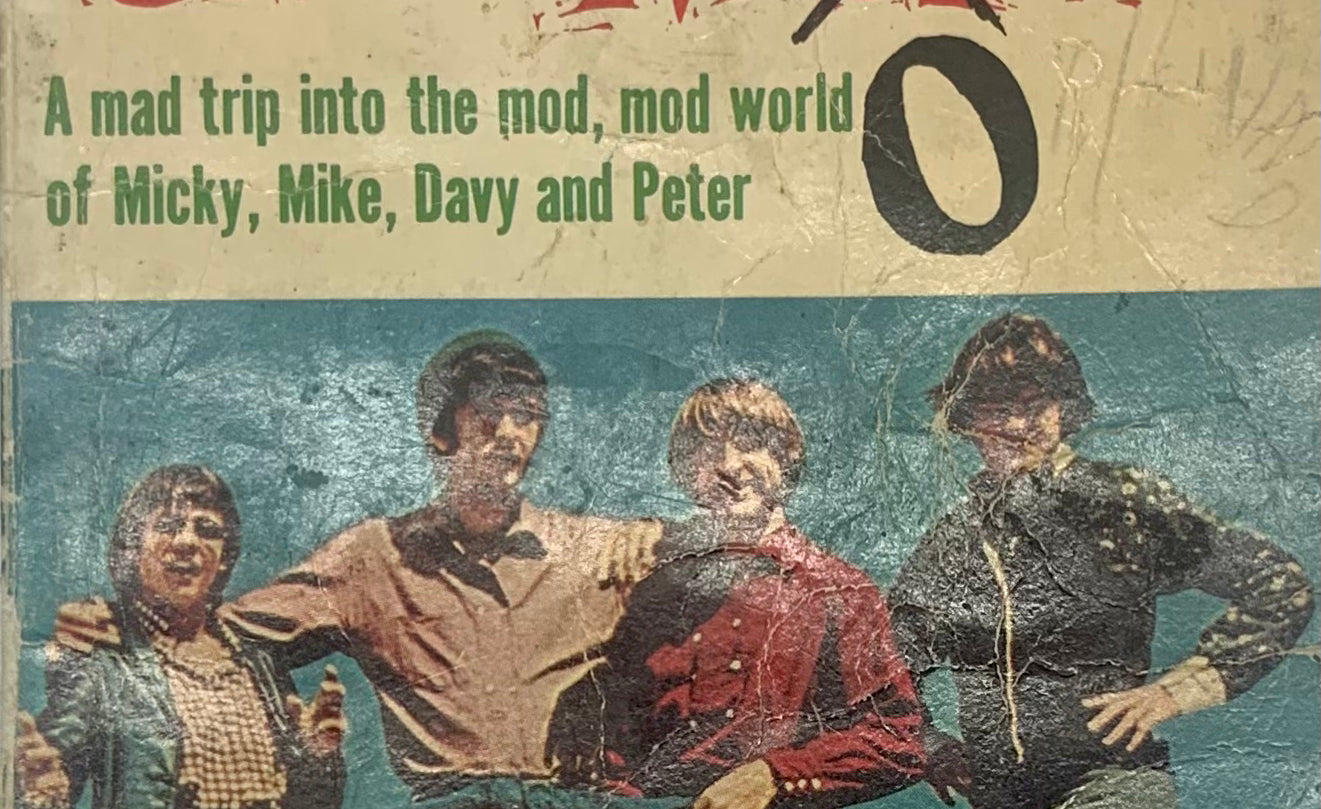 A mad trip into the mod, mod world
of Micky, Mike, Davy and Peter